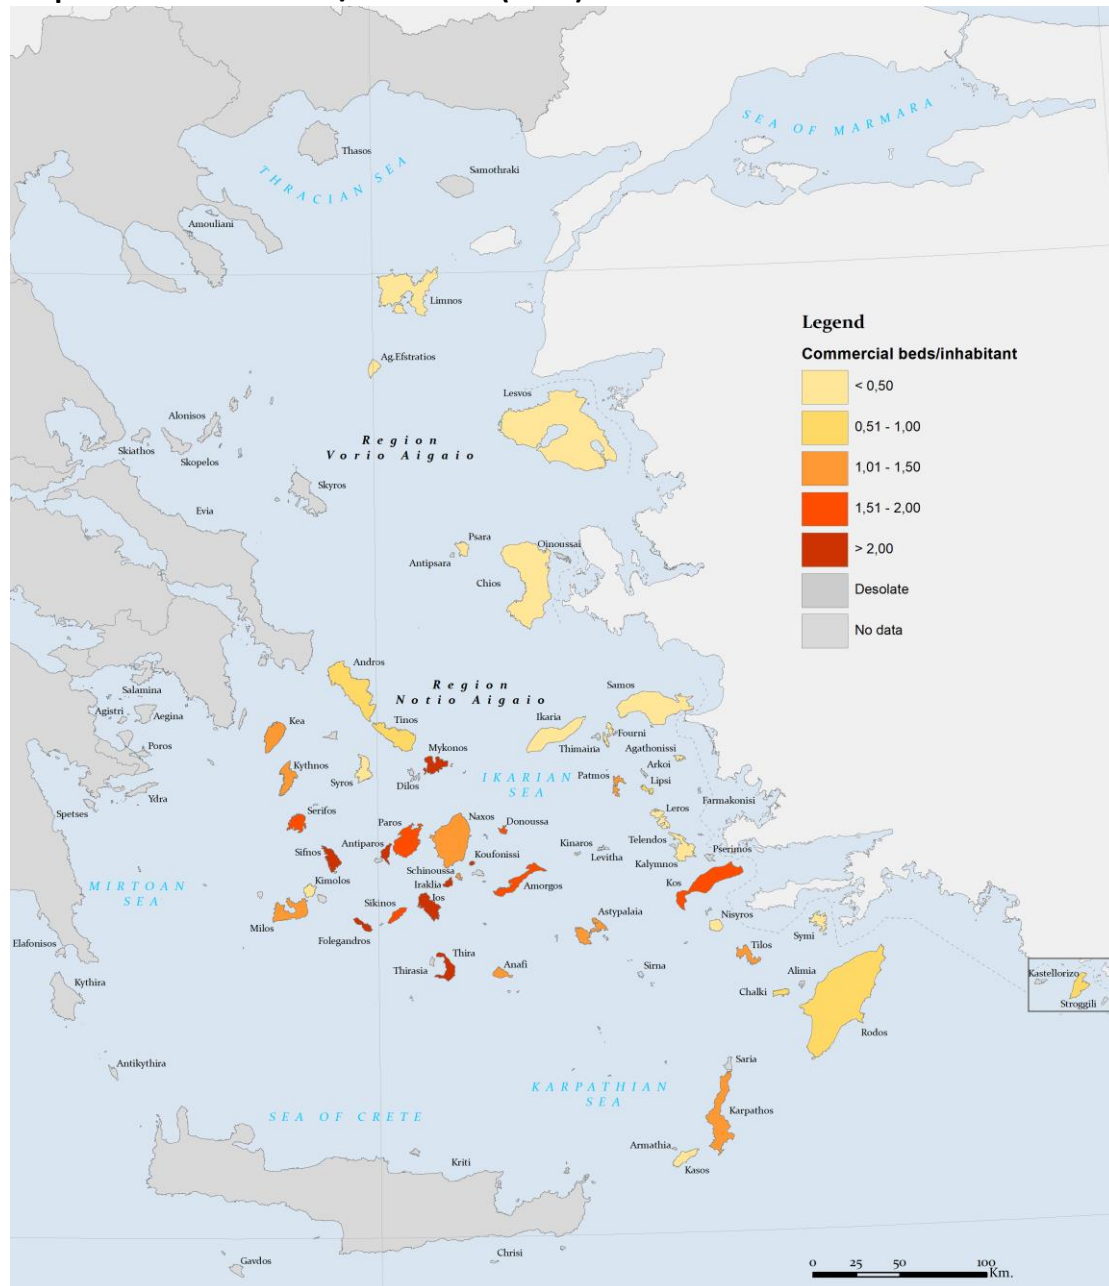 Thasos
Samothraki
THRACIAN SEA
SEA OF MARMARA
Amouliani
Limnos
Ag.Efstratios
Lesvos
Alonisos
Skiathos
Skopelos
Region
Vorio Aigaio
Skyros
Evia
Psara
Antipsara
Oinoussai
Chios
Legend
Commercial beds/inhabitant
< 0,50
0,51 - 1,00
1,01 - 1,50
1,51 - 2,00
> 2,00
Desolate
No data
Andros
Region
Notio Aigaio
Samos
Salamina
Agistri
Aegina
Kea
Tinos
Ikaria
Fourni
Thimaina
Poros
Mykonos
Agathonissi
Kythnos
Syros
Dilos
IKARIAN
SEA
Arkoi
Patmos
Lipsi
Ydra
Farmakonisi
Spetses
Serifos
Paros
Naxos
Donoussa
Leros
Antiparos
Telendos
Pserimos
Sifnos
Koufonissi
Kinaros
Levitha
Kalymnos
Schinoussa
Iraklia
Kimolos
Amorgos
Kos
MIRTOAN
SEA
Ios
Sikinos
Astypalaia
Milos
Nisyros
Folegandros
Symi
Elafonisos
Thira
Tilos
Anafi
Thirasia
Sirna
Alimia
Kastellorizo
Kythira
Chalki
Stroggili
Rodos
Antikythira
Saria
KARPATHIAN
SEA
SEA OF CRETE
Karpathos
Armathia
Kriti
Kasos
Chrisi
Gavdos
0 25 50 100
Km.